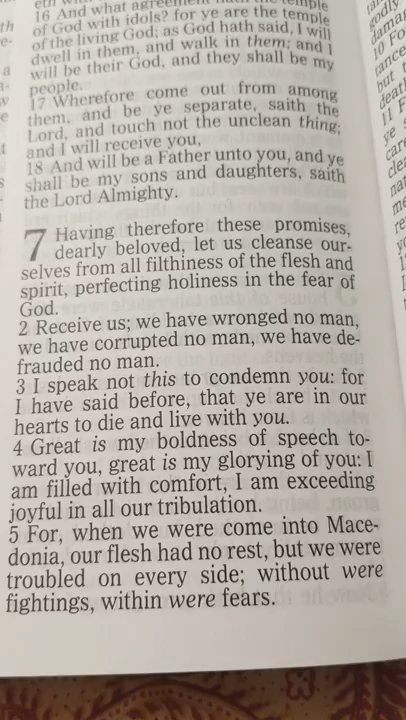 16 And what agreement hath the temple
of God with idols? for ye are the temple
of the living God; as God hath said, I will
dwell in them, and walk in them; and I
will be their God, and they shall be my
people.
17 Wherefore come out from among
them, and be ye separate, saith the
Lord, and touch not the unclean thing;
and I will receive you,
18 And will be a Father unto you, and ye
shall be my sons and daughters, saith
the Lord Almighty.
7 Having therefore these promises,
dearly beloved, let us cleanse our-
selves from all filthiness of the flesh and
spirit, perfecting holiness in the fear of
God.
2 Receive us; we have wronged no man,
we have corrupted no man, we have de-
frauded no man.
3 I speak not this to condemn you: for
I have said before, that ye are in our
hearts to die and live with you.
4 Great is my boldness of speech to-
ward you, great is my glorying of you: I
am filled with comfort, I am exceeding
joyful in all our tribulation.
5 For, when we were come into Mace-
donia, our flesh had no rest, but we were
troubled on every side; without were
fightings, within were fears.